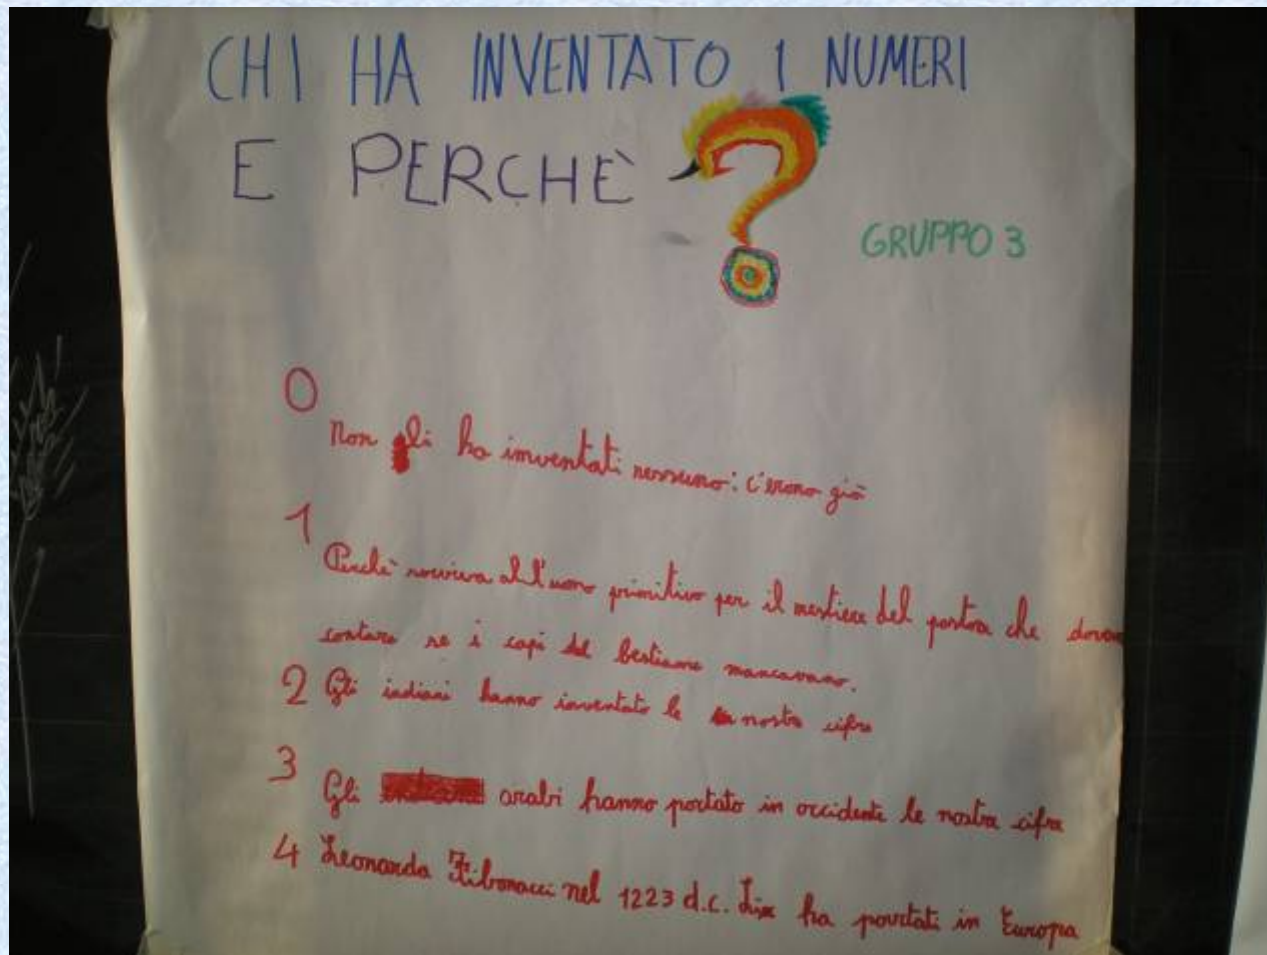 CHI HA INVENTATO I NUMERI
E PERCHÈ ?
GRUPPO 3
0
Non gli ha inventati nessuno: c'erano già
1
Perchè serviva all'uomo primitivo per il mestiere del pastore che
contare se i capi del bestiame mancavano.
2 Gli indiani hanno inventato le nostre cifre
3
Gli arabi hanno portato in occidente le nostre cifre
4 Leonardo Fibonacci nel 1223 d.c. ha portati in Europa